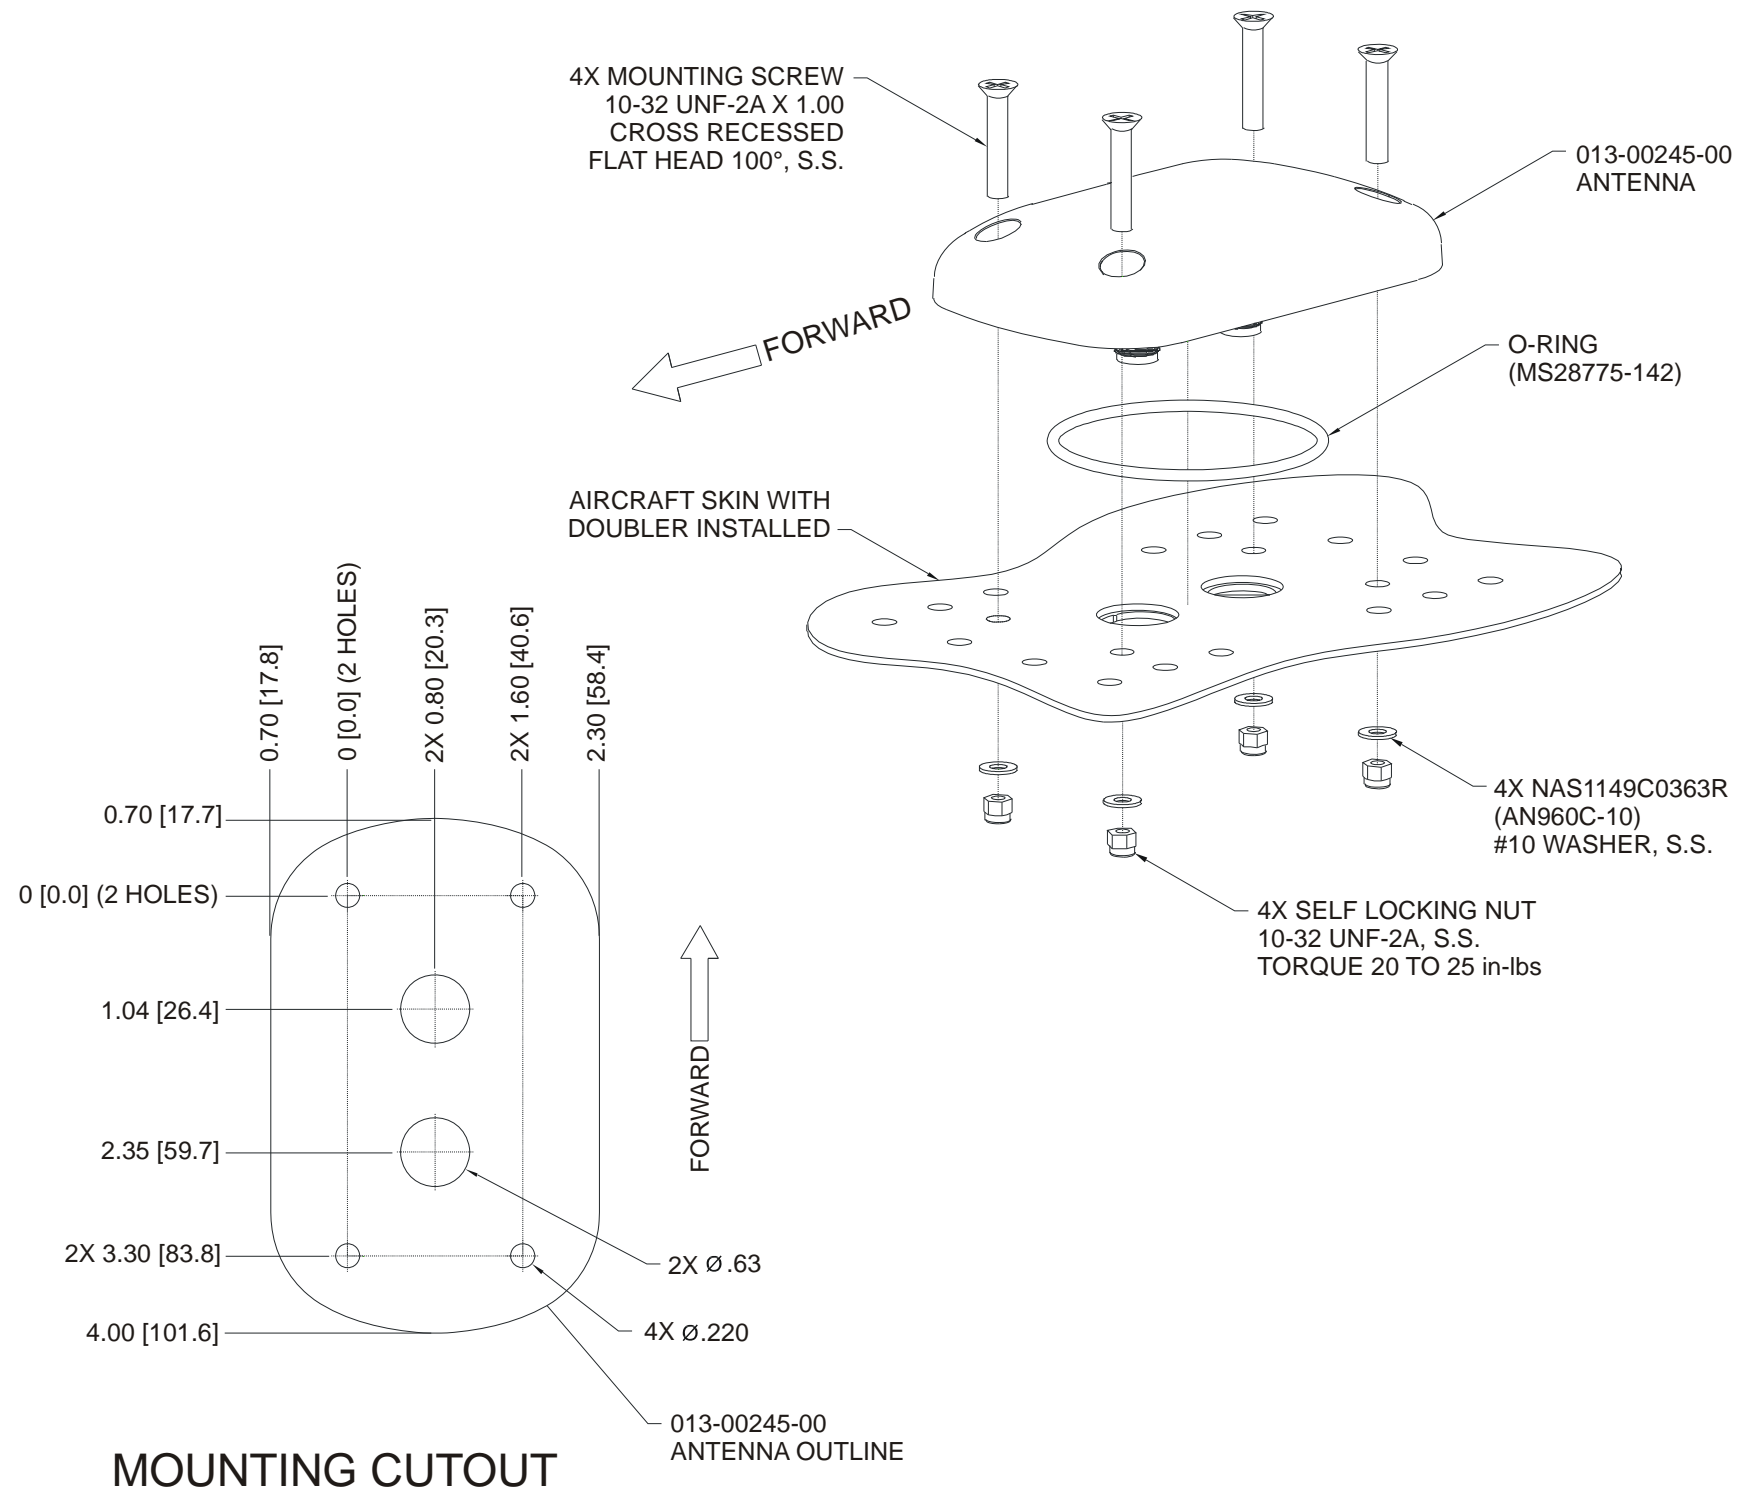 4X MOUNTING SCREW
10-32 UNF-2A X 1.00
CROSS RECESSED
FLAT HEAD 100°, S.S.
013-00245-00
ANTENNA
FORWARD
O-RING
(MS28775-142)
AIRCRAFT SKIN WITH
DOUBLER INSTALLED
4X NAS1149C0363R
(AN960C-10)
#10 WASHER, S.S.
4X SELF LOCKING NUT
10-32 UNF-2A, S.S.
TORQUE 20 TO 25 in-lbs
0.70 [17.8]
0 [0.0] (2 HOLES)
2X 0.80 [20.3]
2X 1.60 [40.6]
2.30 [58.4]
0.70 [17.7]
0 [0.0] (2 HOLES)
1.04 [26.4]
2.35 [59.7]
2X 3.30 [83.8]
4.00 [101.6]
FORWARD
2X Ø.63
4X Ø.220
013-00245-00
ANTENNA OUTLINE
MOUNTING CUTOUT